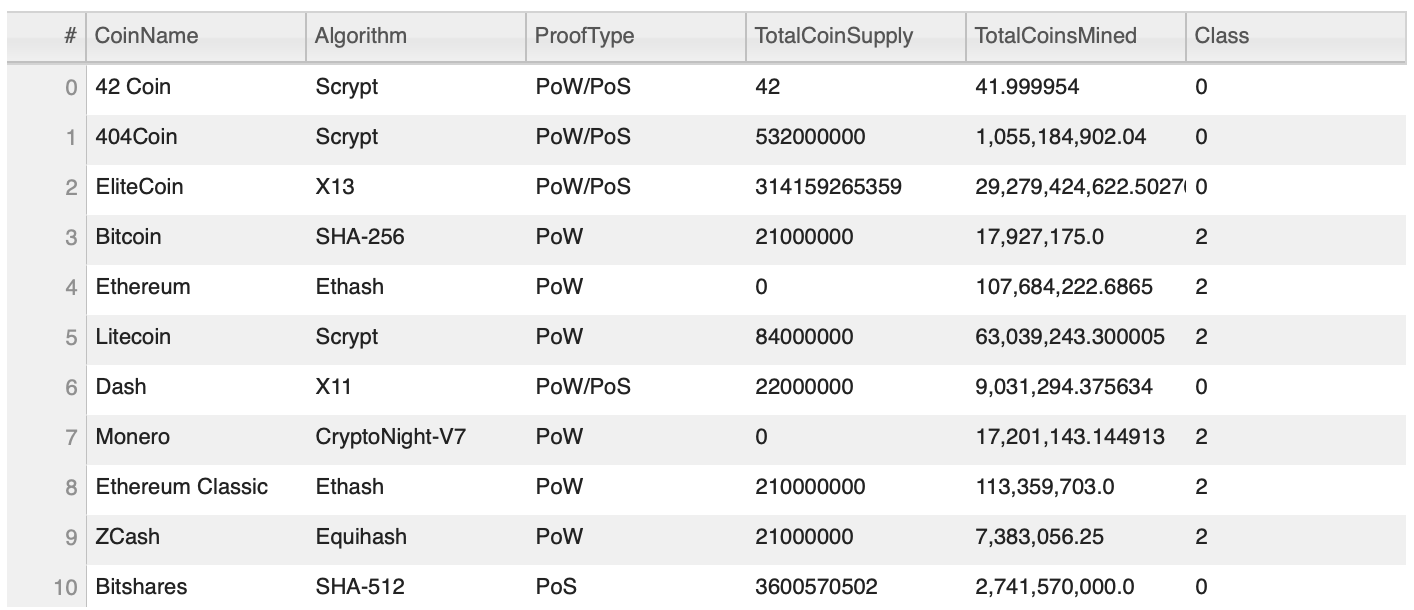 # CoinName Algorithm ProofType TotalCoinSupply TotalCoinsMined Class
0 42 Coin Scrypt PoW/PoS 42 41.999954 0
1 404Coin Scrypt PoW/PoS 532000000 1,055,184,902.04 0
2 EliteCoin X13 PoW/PoS 314159265359 29,279,424,622.5027 0
3 Bitcoin SHA-256 PoW 21000000 17,927,175.0 2
4 Ethereum Ethash PoW 0 107,684,222.6865 2
5 Litecoin Scrypt PoW 84000000 63,039,243.300005 2
6 Dash X11 PoW/PoS 22000000 9,031,294.375634 0
7 Monero CryptoNight-V7 PoW 0 17,201,143.144913 2
8 Ethereum Classic Ethash PoW 210000000 113,359,703.0 2
9 ZCash Equihash PoW 21000000 7,383,056.25 2
10 Bitshares SHA-512 PoS 3600570502 2,741,570,000.0 0